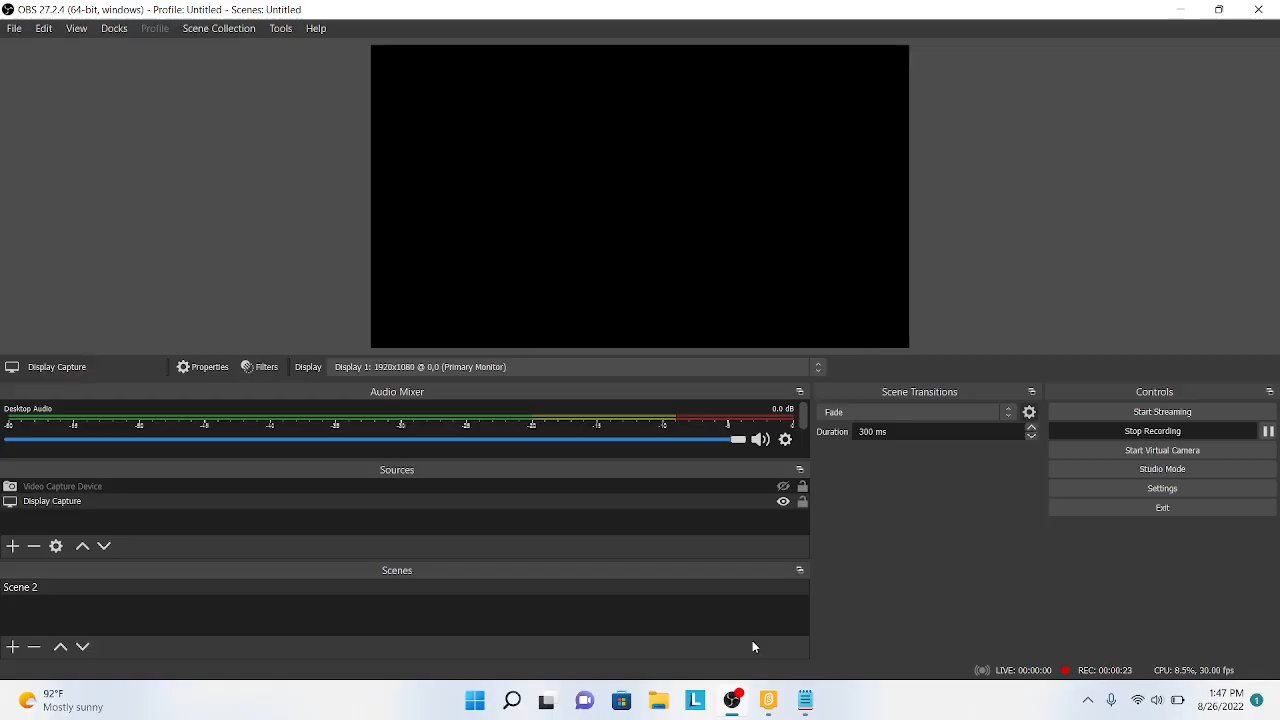 OBS 27.2.4 (64-bit, windows) - Profile: Untitled - Scenes: Untitled
File Edit View Docks Profile Scene Collection Tools Help
Display Capture Properties Filters Display Display 1: 1920x1080 @ 0,0 (Primary Monitor)
Audio Mixer
Desktop Audio 0.0 dB
Sources
Video Capture Device
Display Capture
Scenes
Scene 2
Scene Transitions
Fade
Duration 300 ms
Controls
Start Streaming
Stop Recording
Start Virtual Camera
Studio Mode
Settings
Exit
LIVE: 00:00:00 REC: 00:00:23 CPU: 8.5%, 30.00 fps
92°F
Mostly sunny
L
1:47 PM
8/26/2022
1